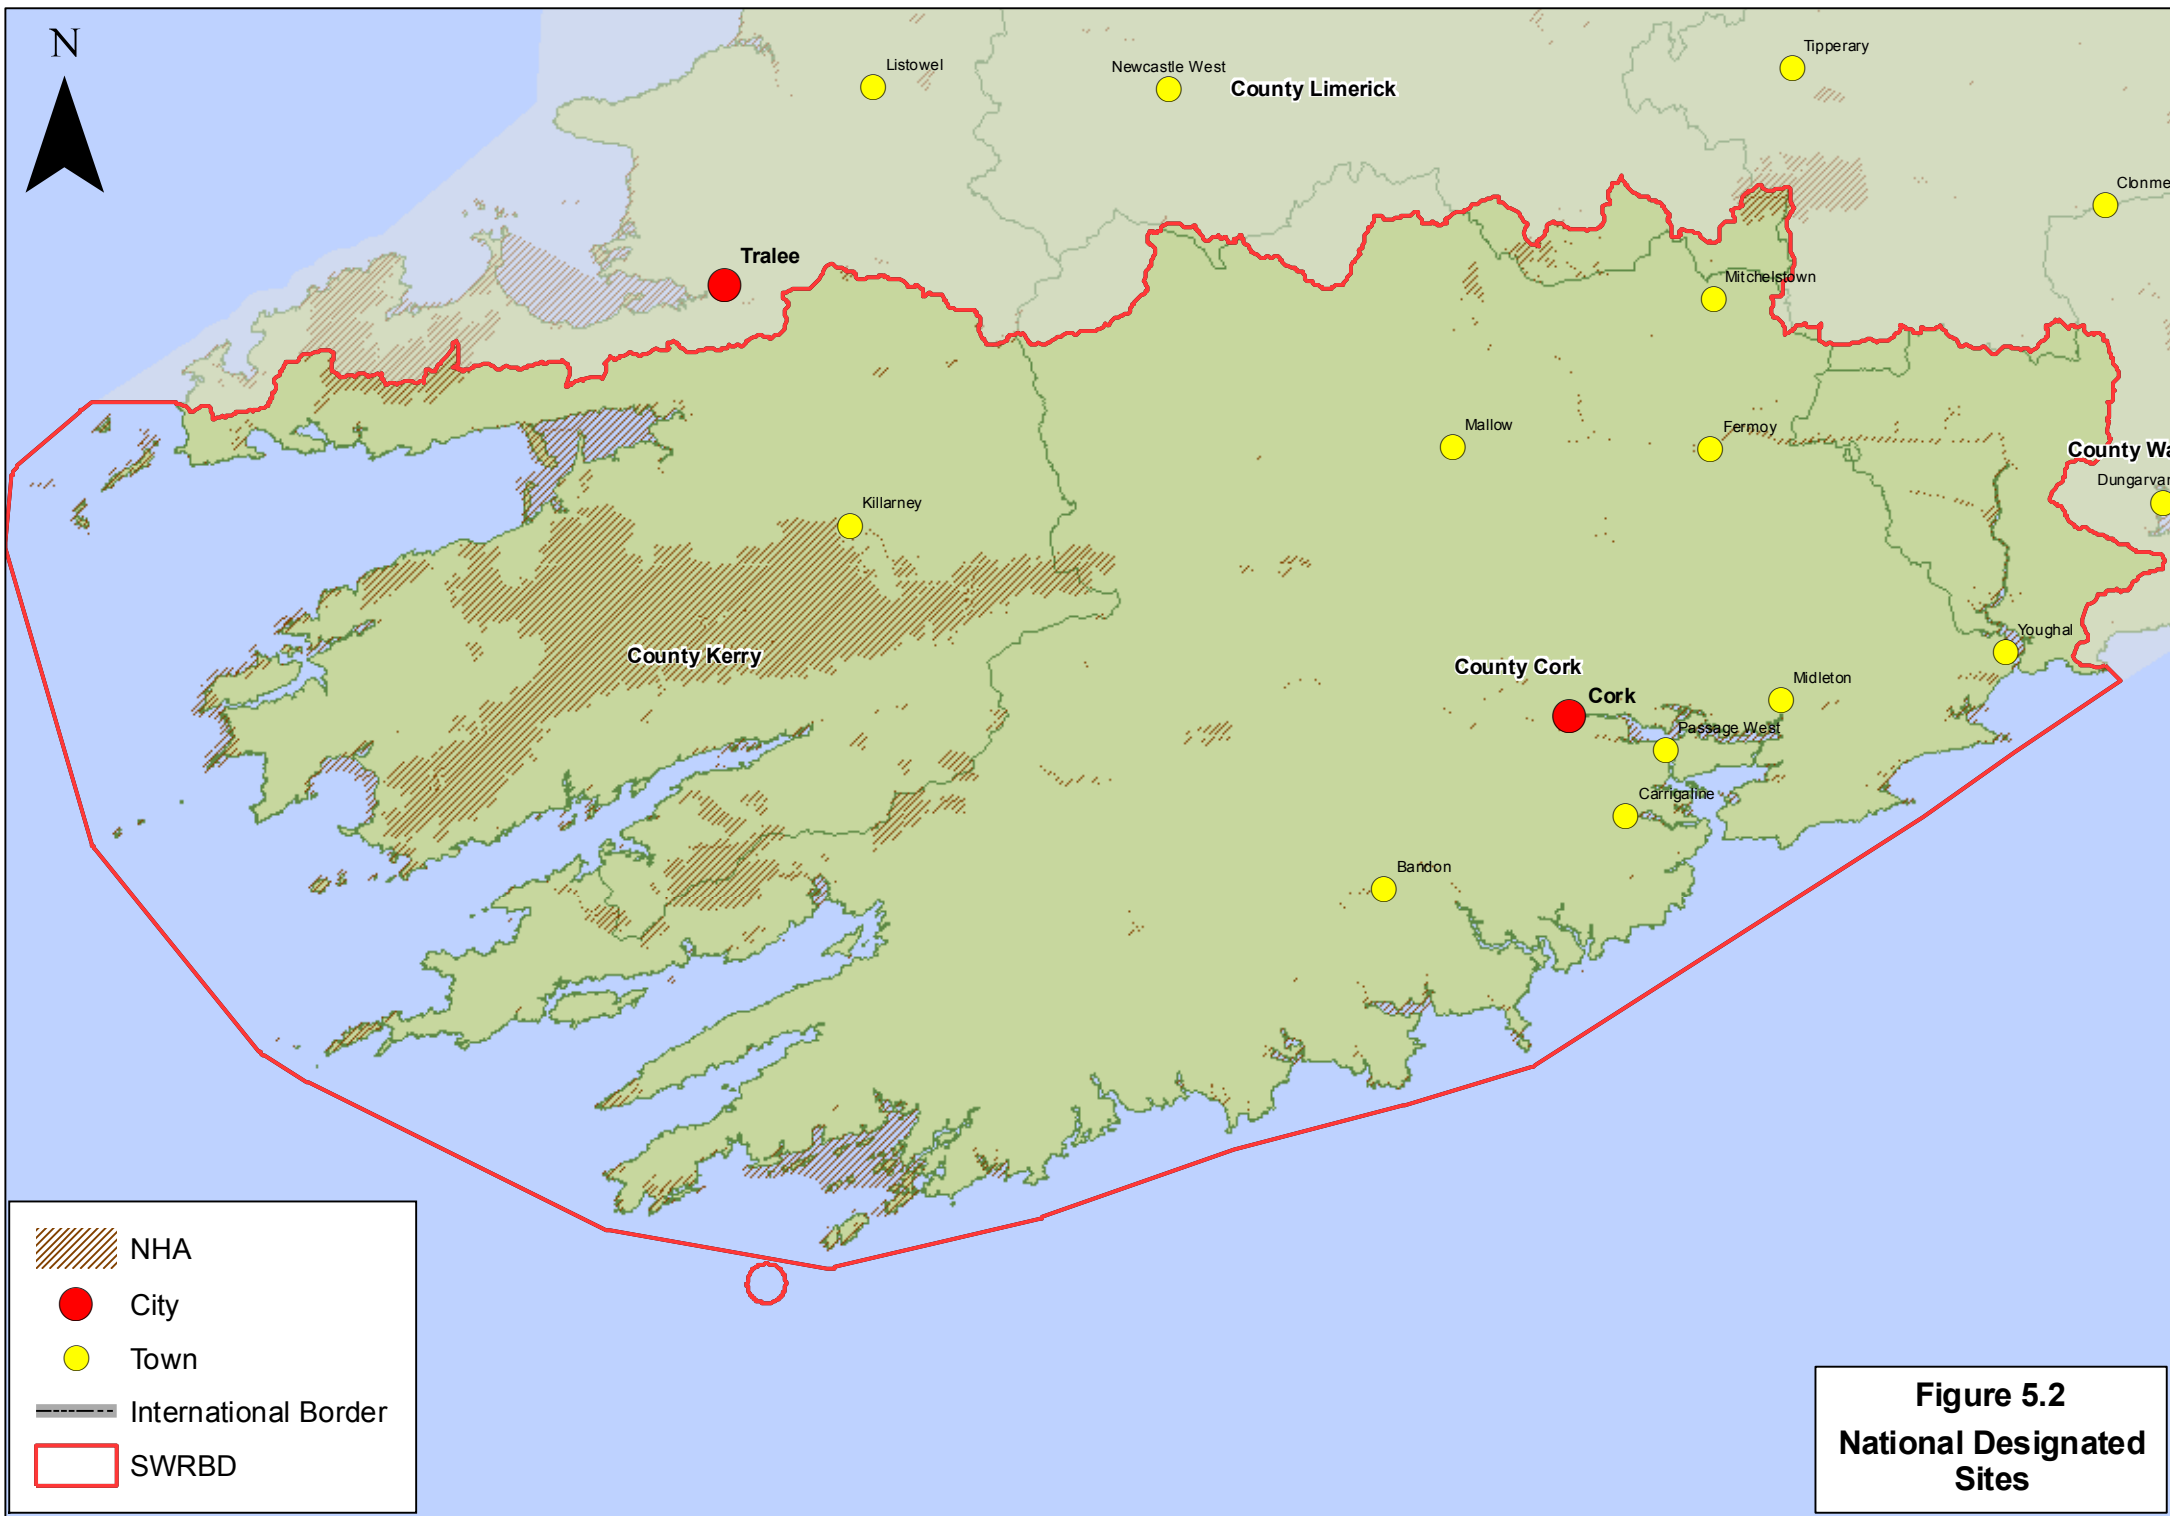 N
Listowel
Newcastle West
County Limerick
Tipperary
Clonme
Tralee
Mitchelstown
Mallow
Fermoy
County Wa
Dungarvan
Killarney
Youghal
County Kerry
County Cork
Cork
Midleton
Passage West
Carrigaline
Bandon
NHA
City
Town
International Border
SWRBD
Figure 5.2
National Designated
Sites